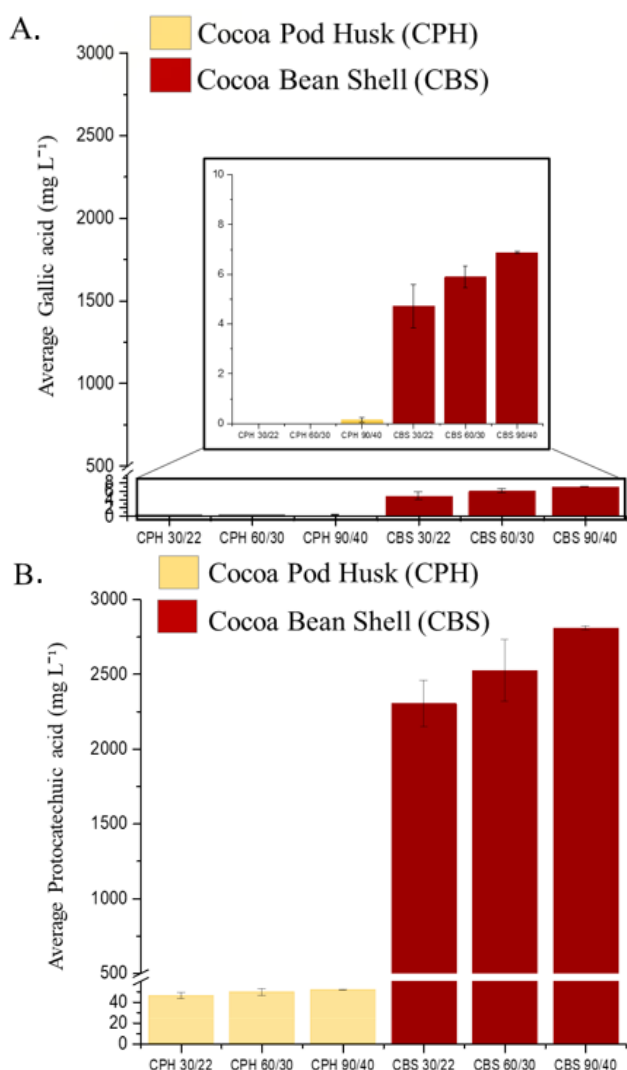 A.
Cocoa Pod Husk (CPH)
Cocoa Bean Shell (CBS)
Average Gallic acid (mg L⁻¹)
3000
2500
2000
1500
1000
500
8
6
4
2
0
10
8
6
4
2
0
CPH 30/22 CPH 60/30 CPH 90/40 CBS 30/22 CBS 60/30 CBS 90/40
CPH 30/22 CPH 60/30 CPH 90/40 CBS 30/22 CBS 60/30 CBS 90/40
B.
Cocoa Pod Husk (CPH)
Cocoa Bean Shell (CBS)
Average Protocatechuic acid (mg L⁻¹)
3000
2500
2000
1500
1000
500
40
20
0
CPH 30/22 CPH 60/30 CPH 90/40 CBS 30/22 CBS 60/30 CBS 90/40